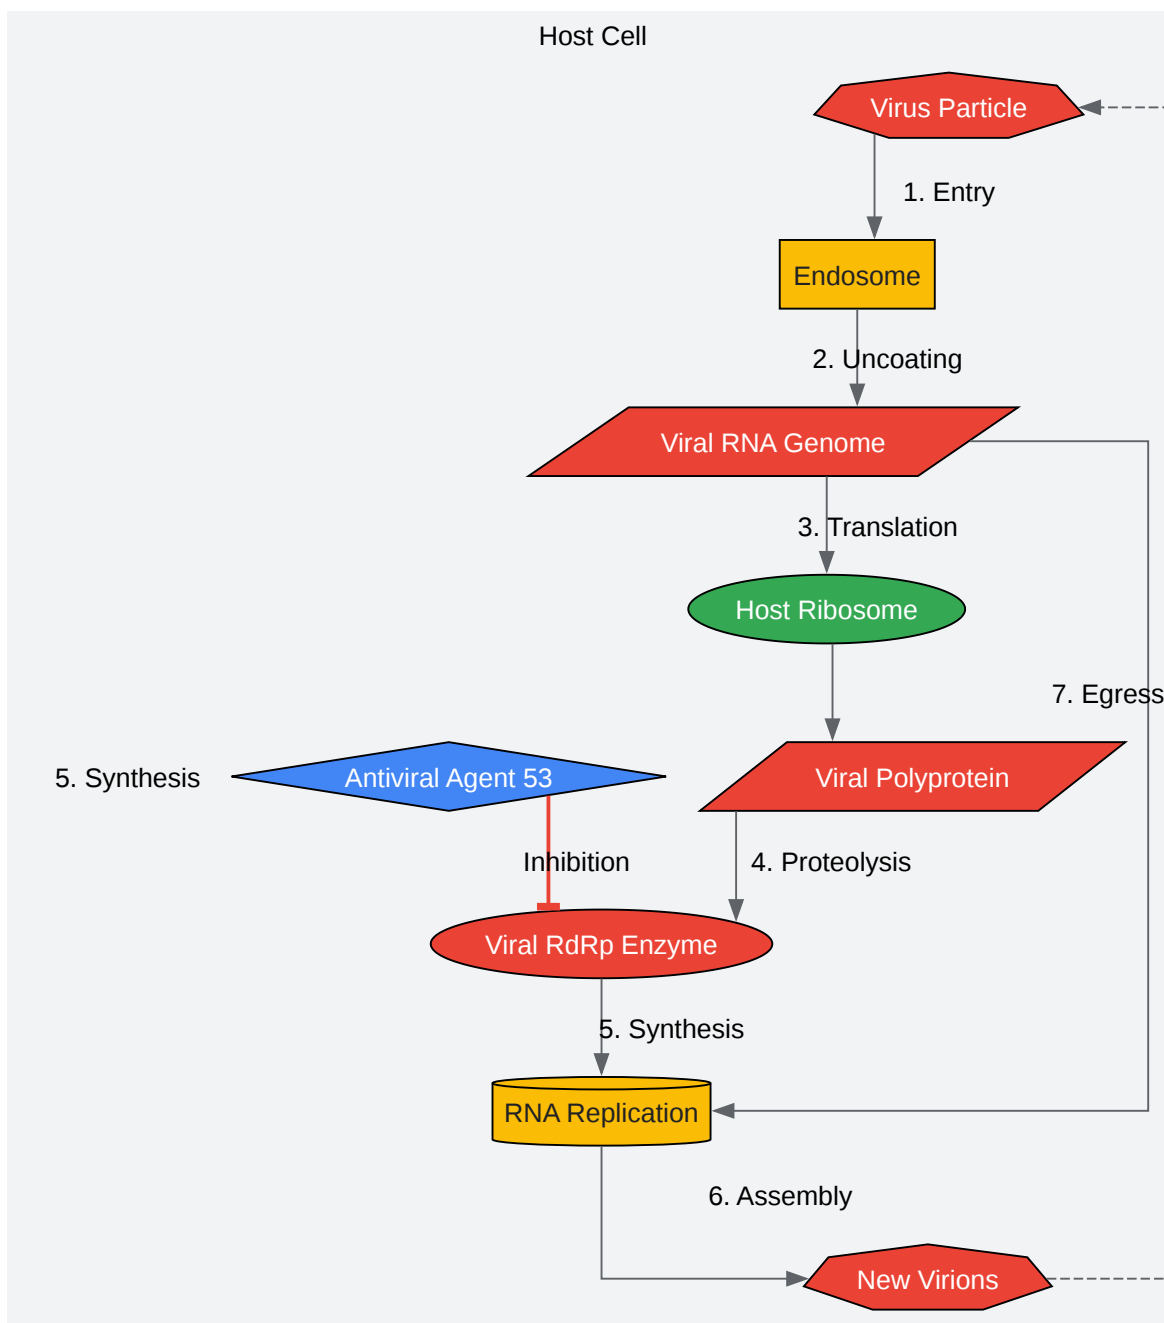 Host Cell
Virus Particle
1. Entry
Endosome
2. Uncoating
Viral RNA Genome
3. Translation
Host Ribosome
7. Egress
5. Synthesis
Antiviral Agent 53
Viral Polyprotein
Inhibition
4. Proteolysis
Viral RdRp Enzyme
5. Synthesis
RNA Replication
6. Assembly
New Virions